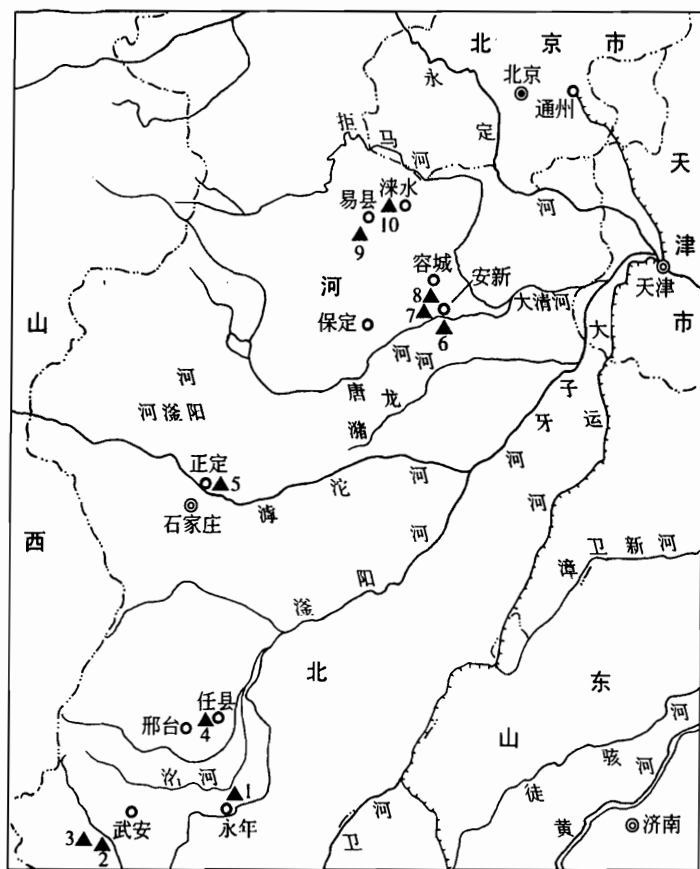 北京市
北京
通州
永定河
拒马河
天津市
天津
涞水
易县
10
9
容城
安新
8
7
6
大清河
河
保定
山
唐河
潴龙河
大运河
子牙河
河
河滏阳
正定
5
石家庄
滹沱河
西
滏阳河
漳卫新河
北
山东
任县
邢台
4
洺河
1
永年
武安
3
2
卫河
徒骇河
黄河
济南